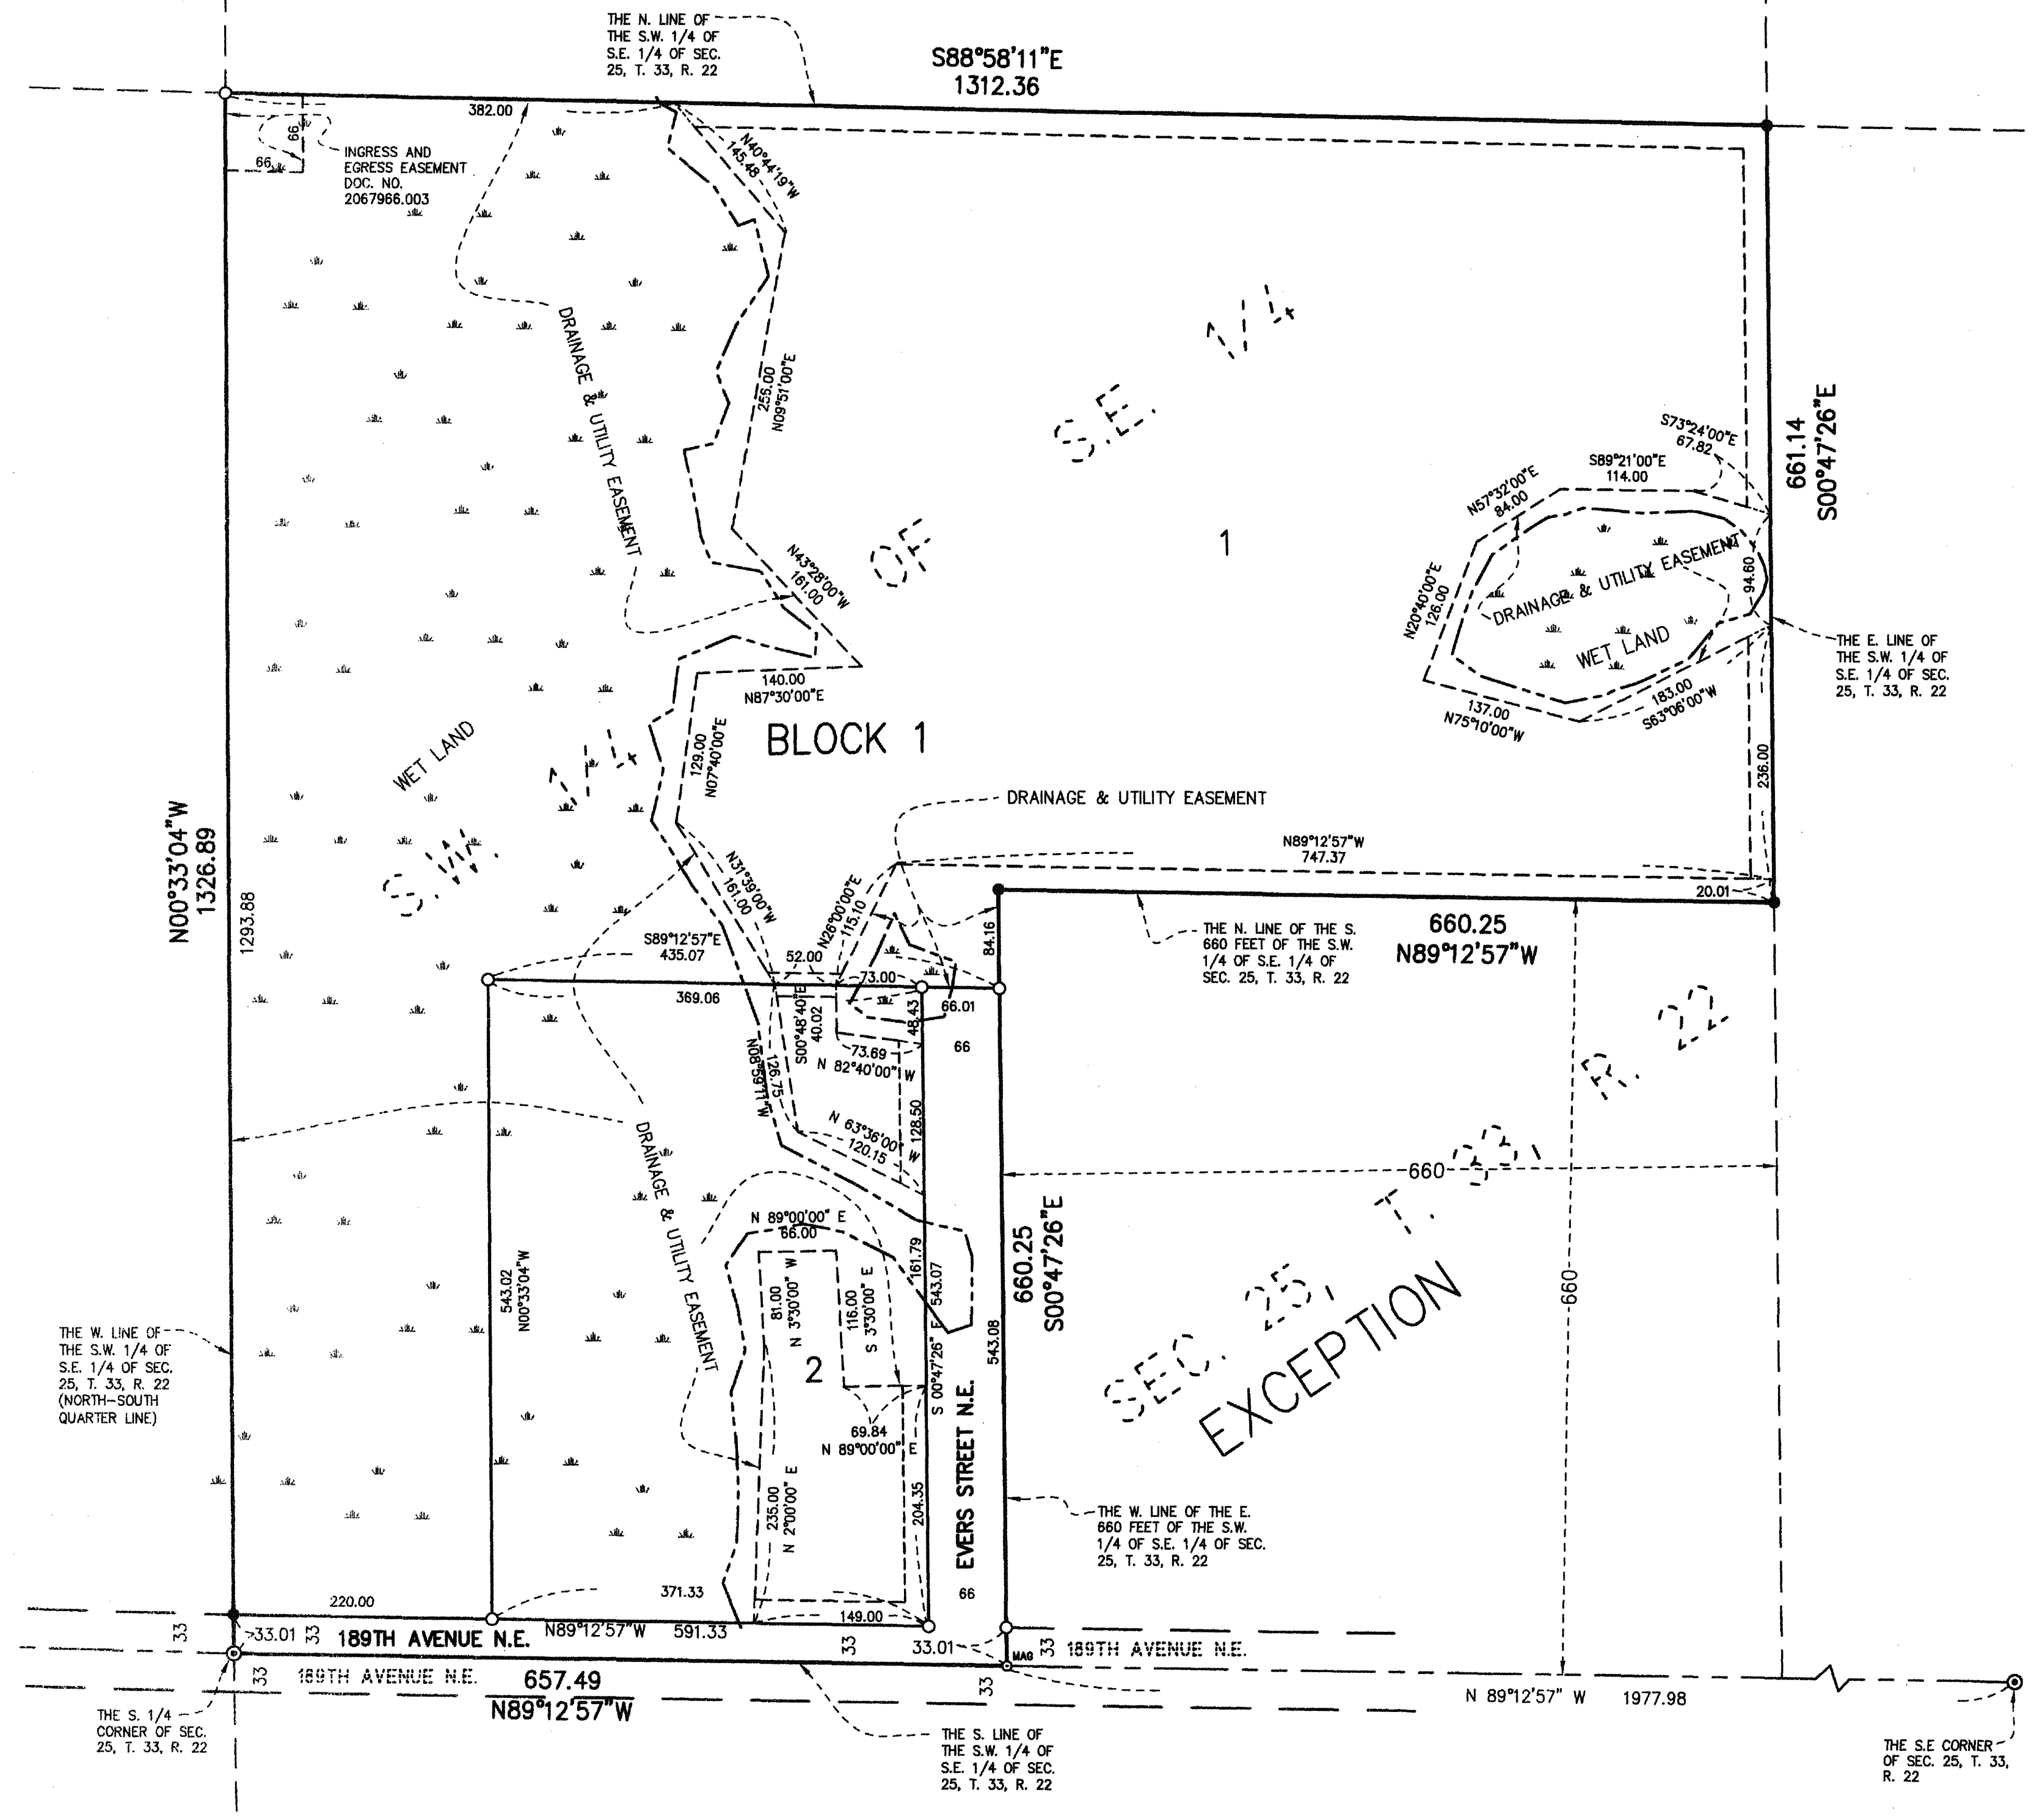 THE N. LINE OF
THE S.W. 1/4 OF
S.E. 1/4 OF SEC.
25, T. 33, R. 22
S88°58'11"E
1312.36
382.00
66
66
INGRESS AND
EGRESS EASEMENT
DOC. NO.
2067966.003
N40°44'19"W
145.48
DRAINAGE & UTILITY EASEMENT
256.00
N09°51'00"E
N43°28'00"W
161.00
140.00
N87°30'00"E
129.00
N07°40'00"E
S.W. 1/4 OF S.E. 1/4
1
BLOCK 1
WET LAND
S73°24'00"E
67.82
S89°21'00"E
114.00
N57°32'00"E
84.00
N20°40'00"E
126.00
DRAINAGE & UTILITY EASEMENT
WET LAND
94.60
137.00
N75°10'00"W
183.00
S63°06'00"W
661.14
S00°47'26"E
THE E. LINE OF
THE S.W. 1/4 OF
S.E. 1/4 OF SEC.
25, T. 33, R. 22
236.00
DRAINAGE & UTILITY EASEMENT
N89°12'57"W
747.37
20.01
N00°33'04"W
1326.89
1293.88
N31°39'00"W
161.00
N26°00'00"E
115.10
84.16
THE N. LINE OF THE S.
660 FEET OF THE S.W.
1/4 OF S.E. 1/4 OF
SEC. 25, T. 33, R. 22
660.25
N89°12'57"W
S89°12'57"E
435.07
52.00
73.00
369.06
66.01
S00°48'40"E
40.02
48.43
66
73.69
N 82°40'00" W
N08°59'11"W
126.75
N 63°36'00" W
120.15
128.50
DRAINAGE & UTILITY EASEMENT
660
660
SEC. 25, T. 33, R. 22
EXCEPTION
N 89°00'00" E
66.00
81.00
N 3°30'00" W
116.00
S 3°30'00" E
161.79
543.07
S 00°47'26" E
543.08
660.25
S00°47'26"E
543.02
N00°33'04"W
2
69.84
N 89°00'00" E
235.00
N 2°00'00" E
204.35
EVERS STREET N.E.
66
THE W. LINE OF
THE S.W. 1/4 OF
S.E. 1/4 OF SEC.
25, T. 33, R. 22
(NORTH-SOUTH
QUARTER LINE)
THE W. LINE OF THE E.
660 FEET OF THE S.W.
1/4 OF S.E. 1/4 OF SEC.
25, T. 33, R. 22
220.00
371.33
149.00
33
33.01
33
189TH AVENUE N.E.
N89°12'57"W 591.33
33
33.01
MAG
33
189TH AVENUE N.E.
33
189TH AVENUE N.E.
657.49
N89°12'57"W
33
N 89°12'57" W 1977.98
THE S. 1/4
CORNER OF SEC.
25, T. 33, R. 22
THE S. LINE OF
THE S.W. 1/4 OF
S.E. 1/4 OF SEC.
25, T. 33, R. 22
THE S.E CORNER
OF SEC. 25, T. 33,
R. 22